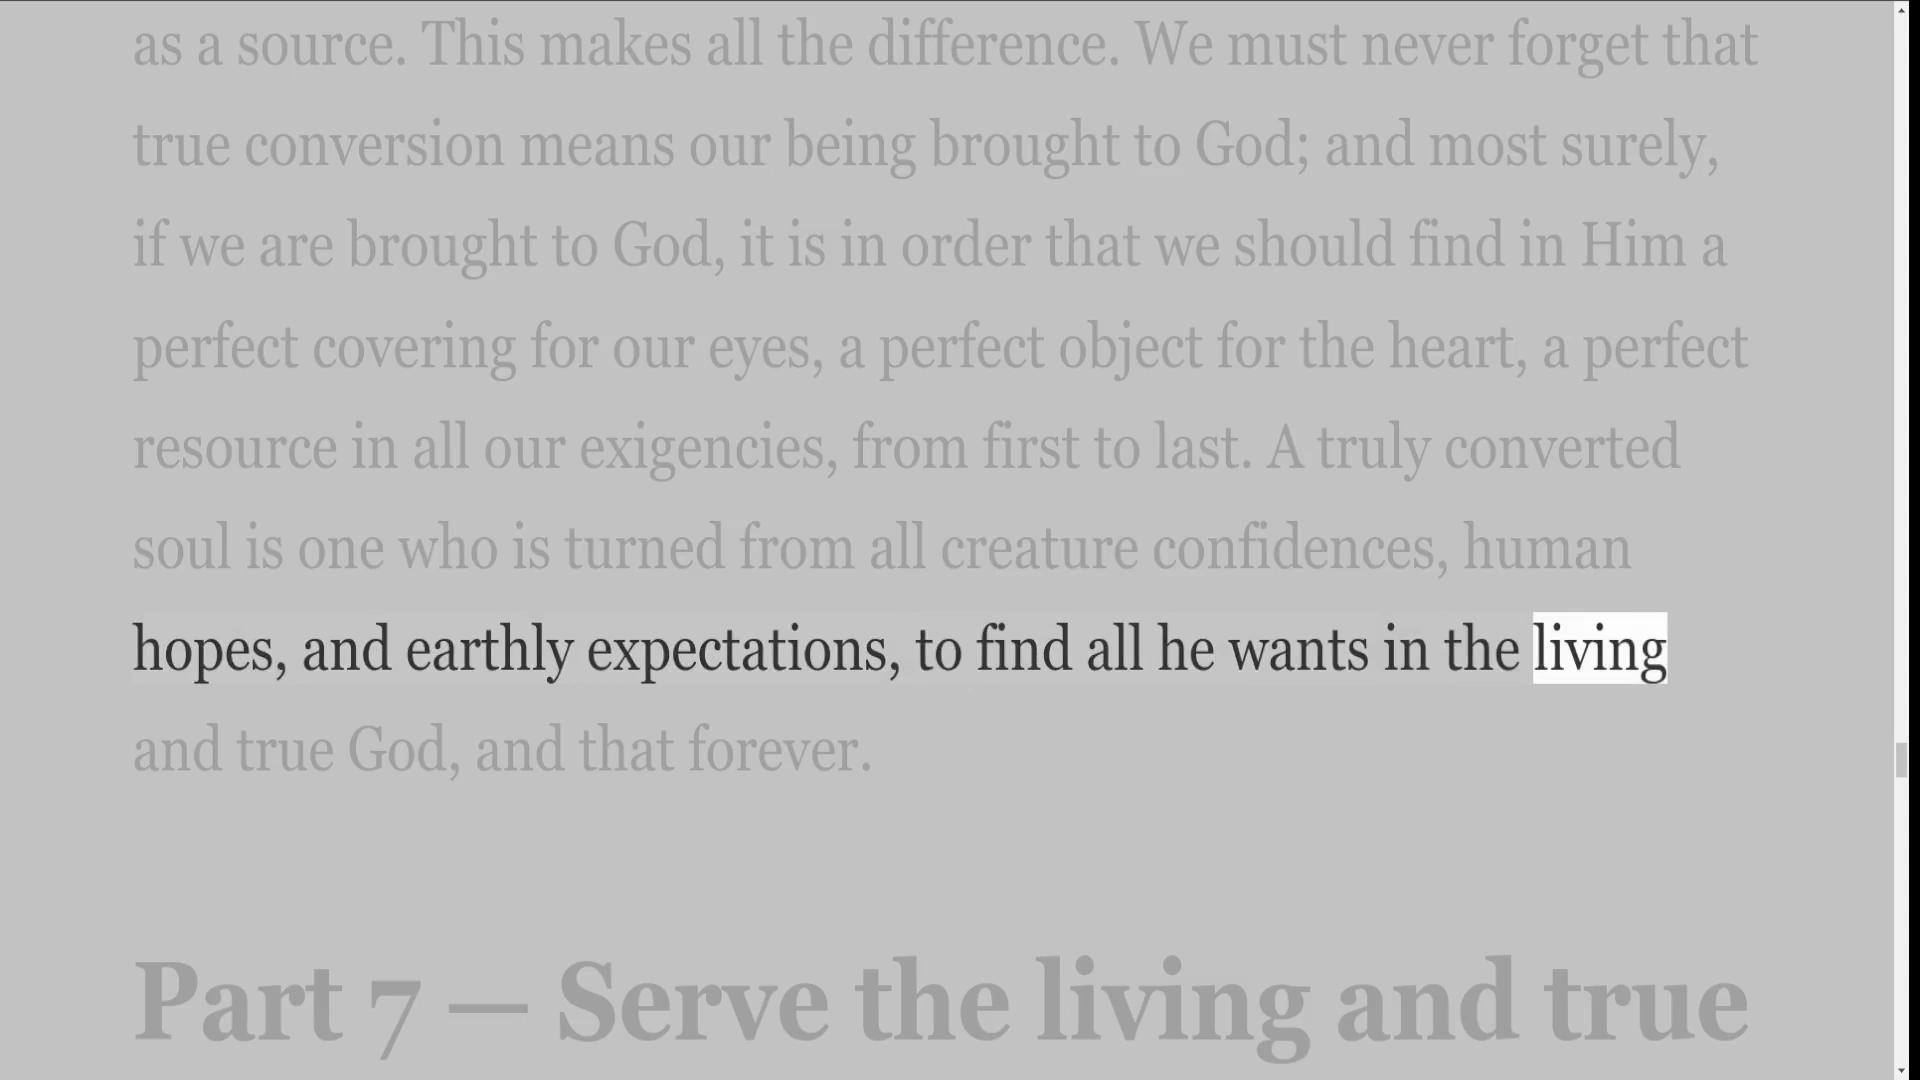 as a source. This makes all the difference. We must never forget that
true conversion means our being brought to God; and most surely,
if we are brought to God, it is in order that we should find in Him a
perfect covering for our eyes, a perfect object for the heart, a perfect
resource in all our exigencies, from first to last. A truly converted
soul is one who is turned from all creature confidences, human
hopes, and earthly expectations, to find all he wants in the living
and true God, and that forever.
Part 7 — Serve the living and true